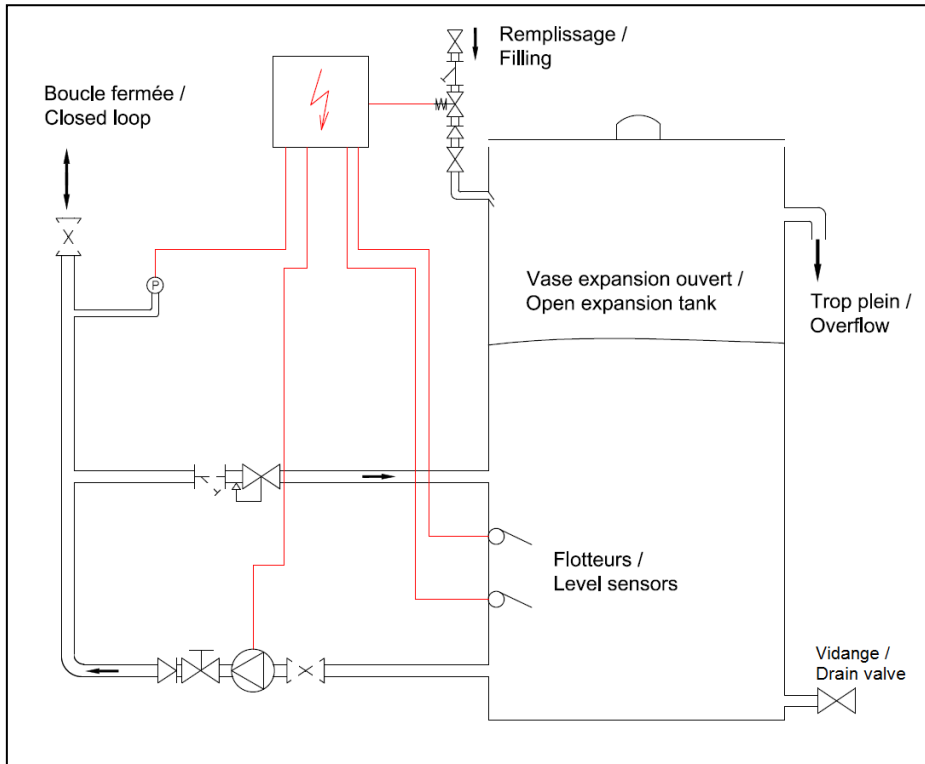 Remplissage /
Filling
Boucle fermée /
Closed loop
P
Vase expansion ouvert /
Open expansion tank
Trop plein /
Overflow
Flotteurs /
Level sensors
Vidange /
Drain valve